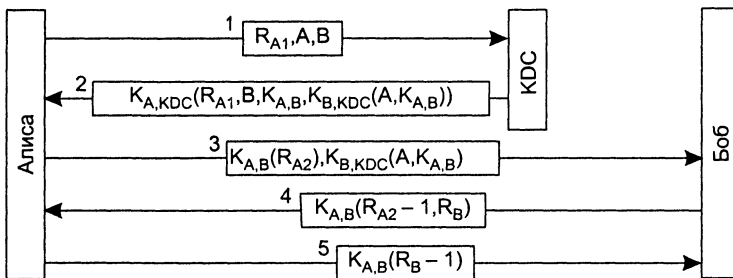 1
R_A1,A,B
2
K_A,KDC(R_A1,B,K_A,B,K_B,KDC(A,K_A,B))
3
K_A,B(R_A2),K_B,KDC(A,K_A,B)
4
K_A,B(R_A2 – 1,R_B)
5
K_A,B(R_B – 1)
Алиса
KDC
Боб